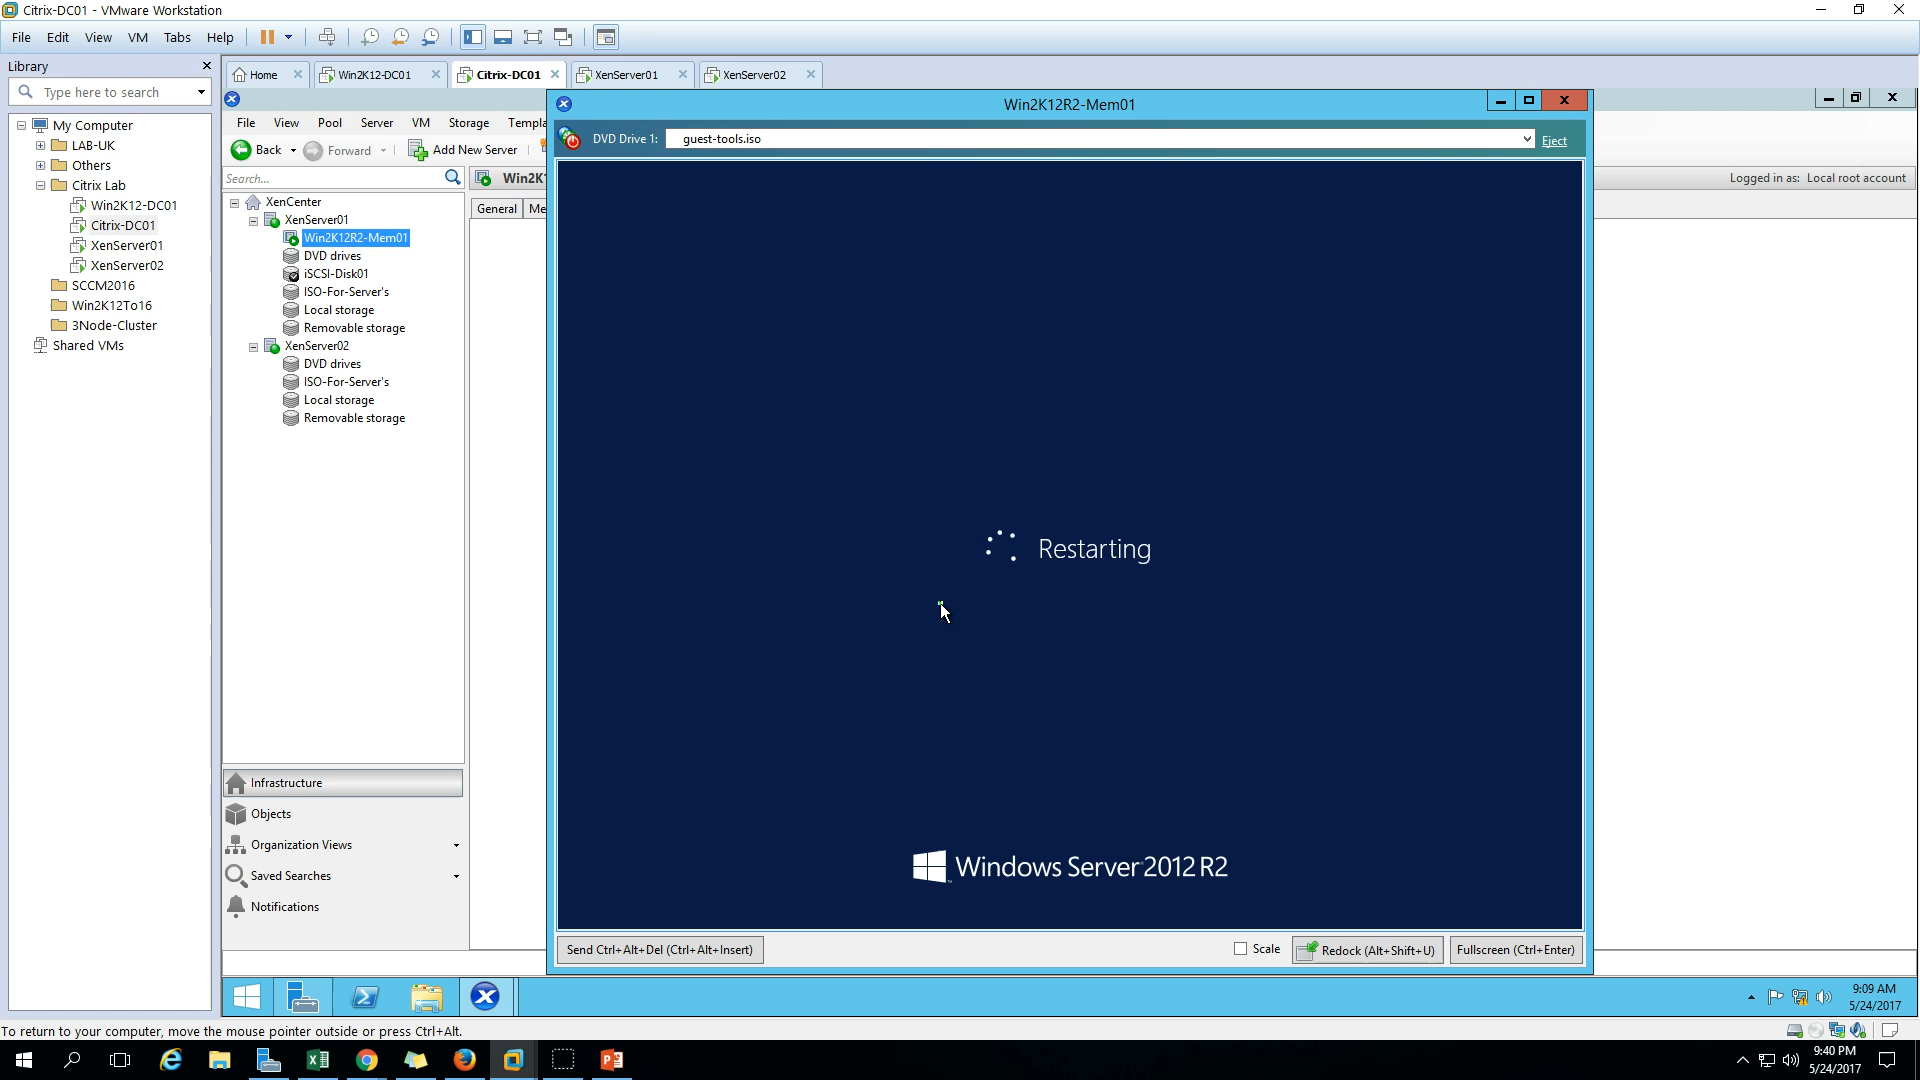 Citrix-DC01 - VMware Workstation
File Edit View VM Tabs Help
Library
Type here to search
My Computer
LAB-UK
Others
Citrix Lab
Win2K12-DC01
Citrix-DC01
XenServer01
XenServer02
SCCM2016
Win2K12To16
3Node-Cluster
Shared VMs
Home Win2K12-DC01 Citrix-DC01 XenServer01 XenServer02
File View Pool Server VM Storage Templa
Back Forward Add New Server
Search...
XenCenter
XenServer01
Win2K12R2-Mem01
DVD drives
iSCSI-Disk01
ISO-For-Server's
Local storage
Removable storage
XenServer02
DVD drives
ISO-For-Server's
Local storage
Removable storage
Infrastructure
Objects
Organization Views
Saved Searches
Notifications
Win2K1
Logged in as: Local root account
General Me
Win2K12R2-Mem01
DVD Drive 1: guest-tools.iso Eject
Restarting
Windows Server 2012 R2
Send Ctrl+Alt+Del (Ctrl+Alt+Insert) Scale Redock (Alt+Shift+U) Fullscreen (Ctrl+Enter)
9:09 AM
5/24/2017
To return to your computer, move the mouse pointer outside or press Ctrl+Alt.
9:40 PM
5/24/2017